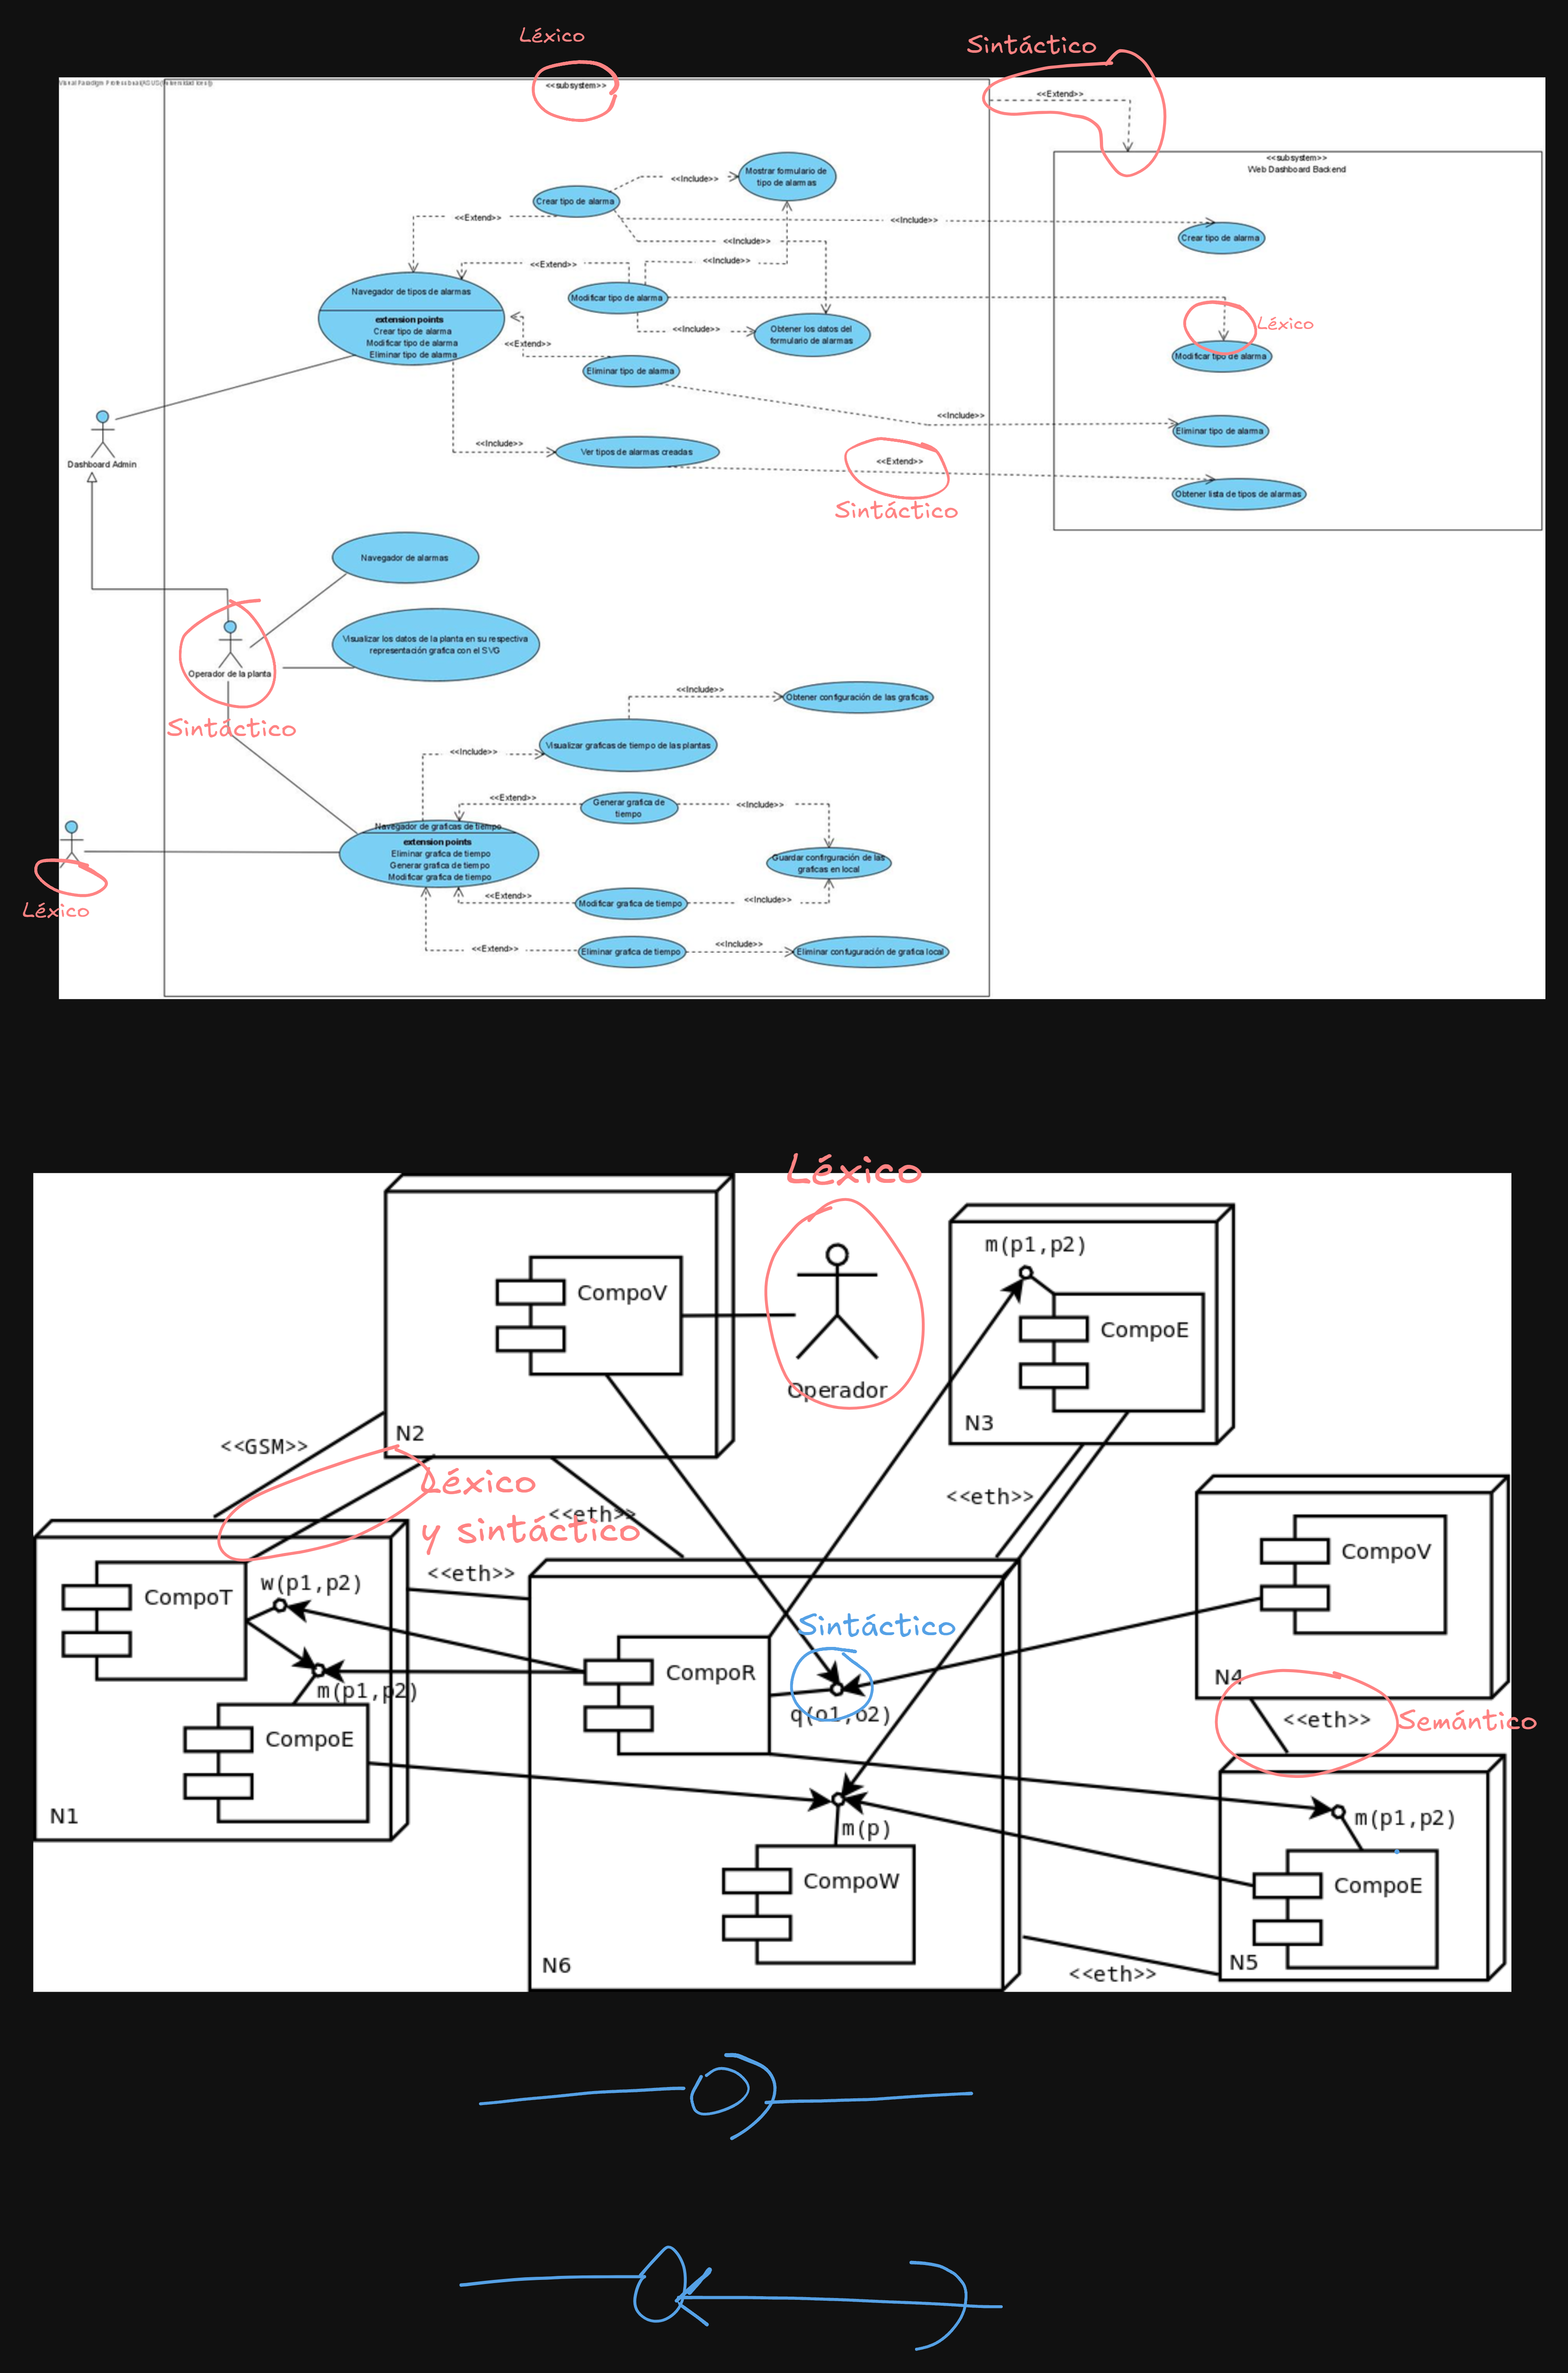 Léxico
Sintáctico
<<subsystem>>
<<Extend>>
<<subsystem>>
Web Dashboard Backend
Mostrar formulario de
tipo de alarmas
<<Include>>
Crear tipo de alarma
<<Extend>>
<<Include>>
Crear tipo de alarma
<<Include>>
<<Extend>>
<<Include>>
Navegador de tipos de alarmas
Modificar tipo de alarma
extension points
Crear tipo de alarma
Modificar tipo de alarma
Eliminar tipo de alarma
<<Include>>
Obtener los datos del
formulario de alarmas
Léxico
<<Extend>>
Modificar tipo de alarma
Eliminar tipo de alarma
<<Include>>
Eliminar tipo de alarma
<<Include>>
Ver tipos de alarmas creadas
<<Extend>>
Dashboard Admin
Obtener lista de tipos de alarmas
Sintáctico
Navegador de alarmas
Visualizar los datos de la planta en su respectiva
representación grafica con el SVG
Operador de la planta
Sintáctico
<<Include>>
Obtener configuración de las graficas
Visualizar graficas de tiempo de las plantas
<<Include>>
<<Extend>>
Generar grafica de
tiempo
<<Include>>
Navegador de graficas de tiempo
extension points
Eliminar grafica de tiempo
Generar grafica de tiempo
Modificar grafica de tiempo
Guardar confirguración de las
graficas en local
<<Extend>>
Modificar grafica de tiempo
<<Include>>
Léxico
<<Extend>>
Eliminar grafica de tiempo
<<Include>>
Eliminar confuguración de grafica local
Léxico
m(p1,p2)
CompoV
CompoE
Operador
N2
N3
<<GSM>>
Léxico
y sintáctico
<<eth>>
<<eth>>
CompoV
<<eth>>
CompoT
w(p1,p2)
Sintáctico
CompoR
N4
m(p1,p2)
q(o1,o2)
<<eth>>
Semántico
CompoE
N1
m(p)
m(p1,p2)
CompoW
CompoE
N6
N5
<<eth>>